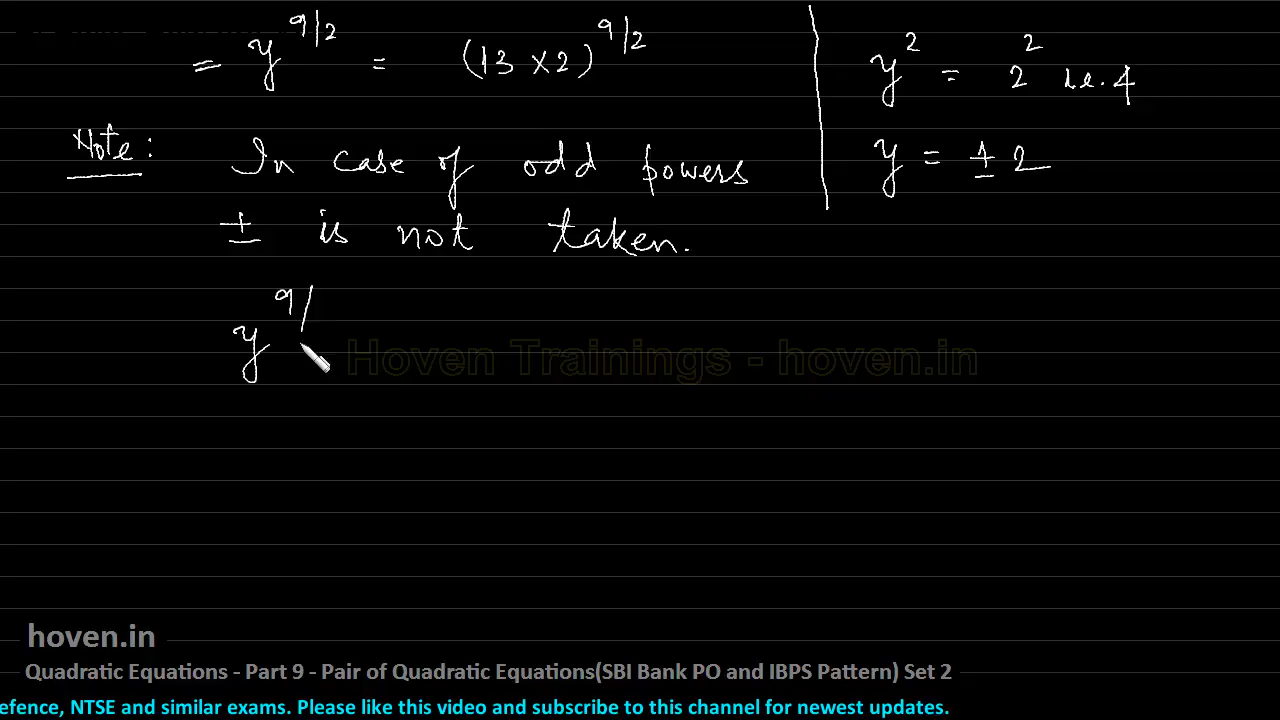 = y^9/2 = (13 × 2)^9/2
Note: In case of odd powers
± is not taken.
y^9/
y^2 = 2^2 i.e. 4
y = ± 2
Hoven Trainings - hoven.in
hoven.in
Quadratic Equations - Part 9 - Pair of Quadratic Equations(SBI Bank PO and IBPS Pattern) Set 2
efence, NTSE and similar exams. Please like this video and subscribe to this channel for newest updates.